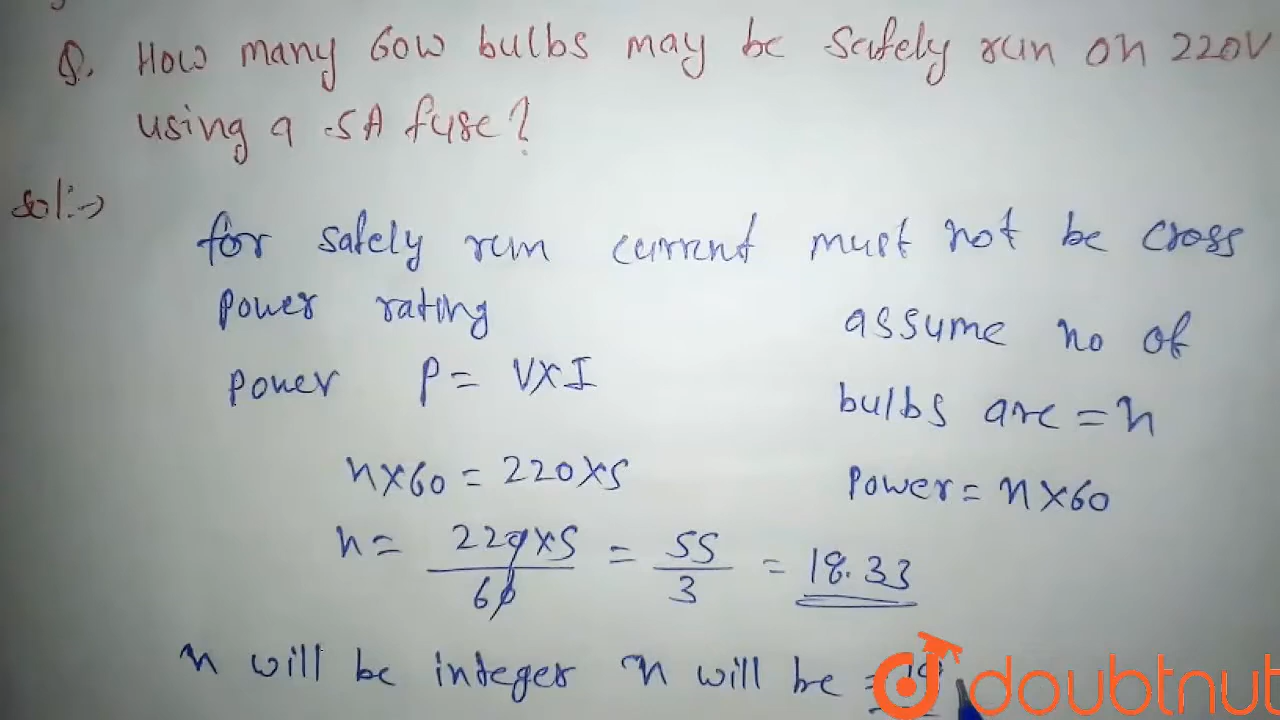 Q. How many 60W bulbs may be safely run on 220V
using a .5A fuse?
Sol:→
for safely run current must not be cross
power rating
power P = V×I
assume no of
bulbs are = n
n×60 = 220×5
Power = n×60
n = 220×5 / 60 = 55 / 3 = 18.33
n will be integer n will be =
doubtnut